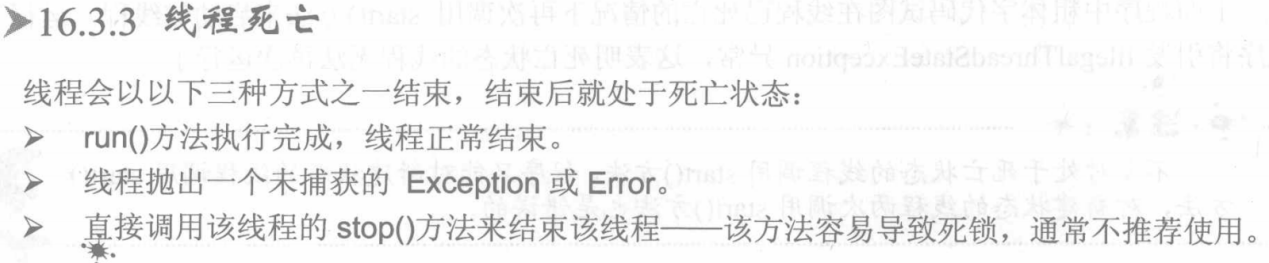 ➤16.3.3 线程死亡
线程会以以下三种方式之一结束，结束后就处于死亡状态：
➤ run()方法执行完成，线程正常结束。
➤ 线程抛出一个未捕获的 Exception 或 Error。
➤ 直接调用该线程的 stop()方法来结束该线程——该方法容易导致死锁，通常不推荐使用。